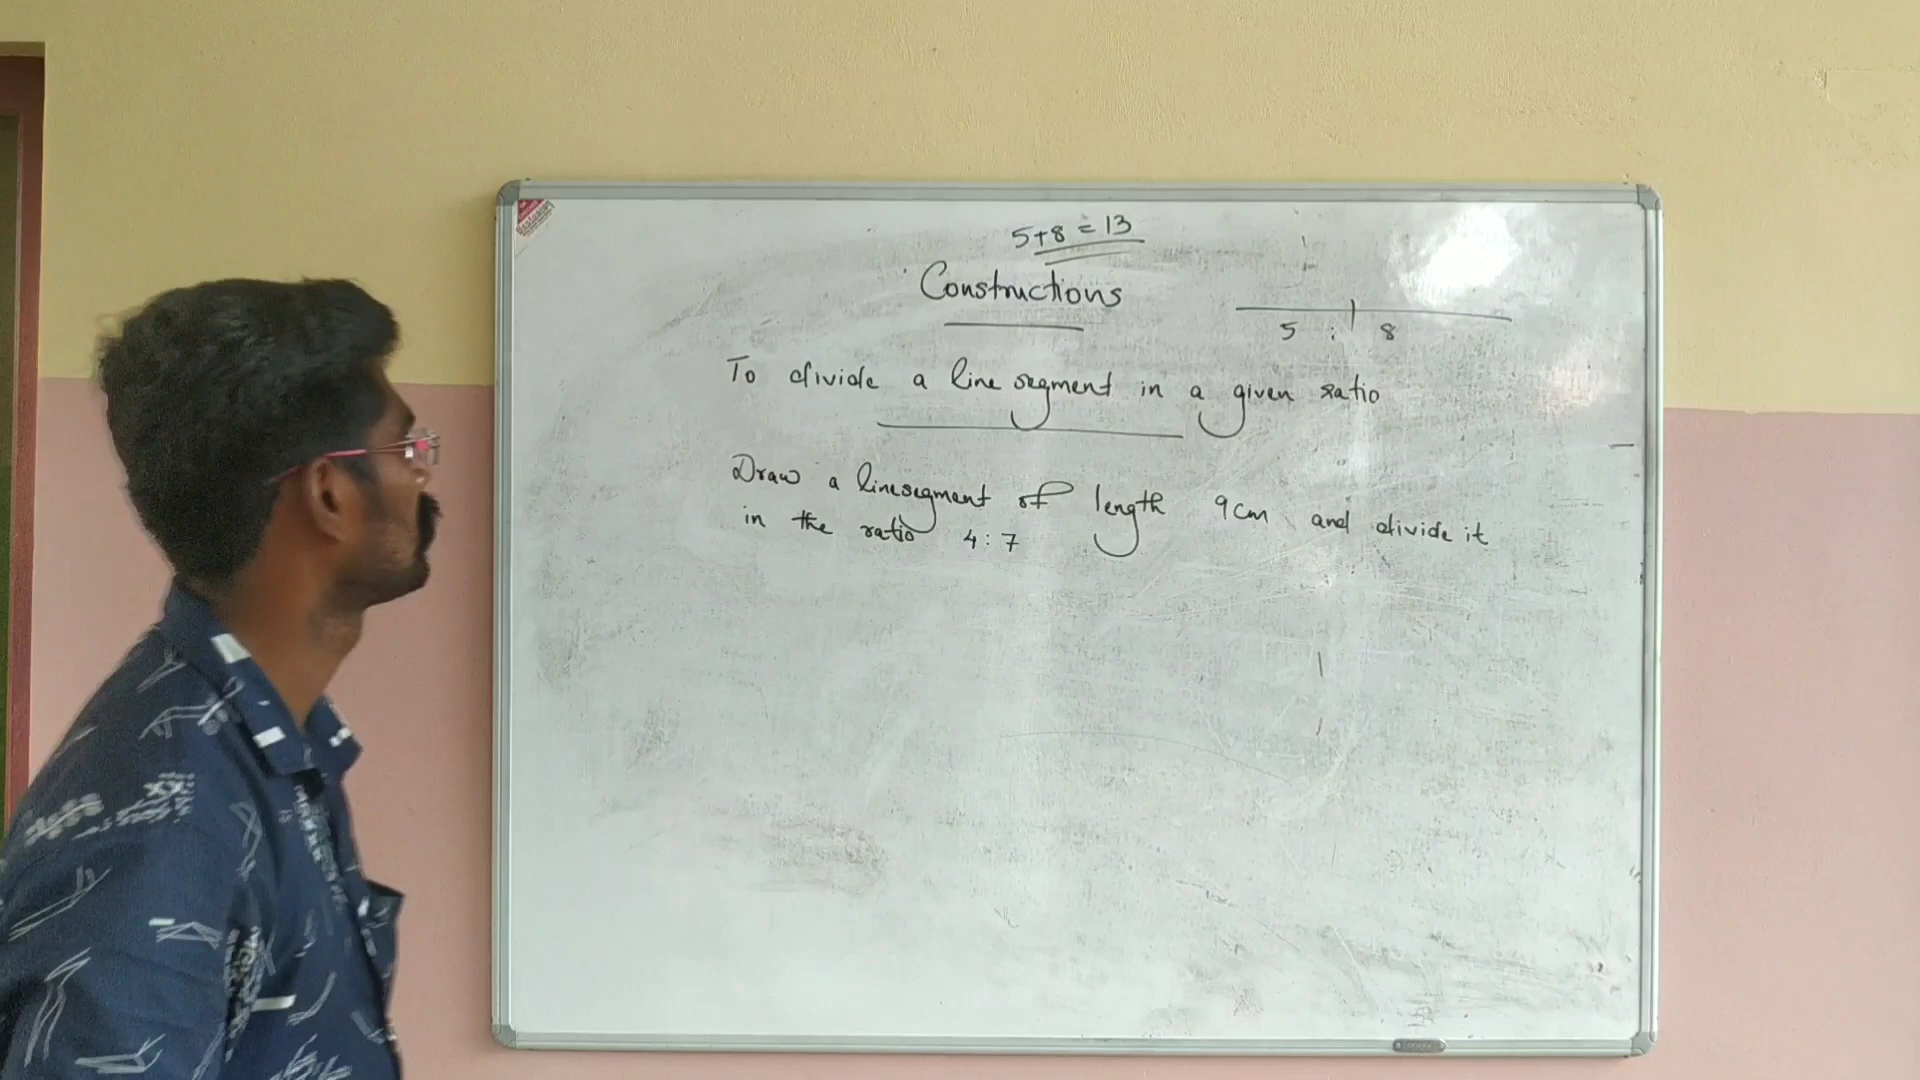 5+8=13
Constructions
5 : 8
To divide a line segment in a given ratio
Draw a linesegment of length 9cm and divide it
in the ratio 4:7